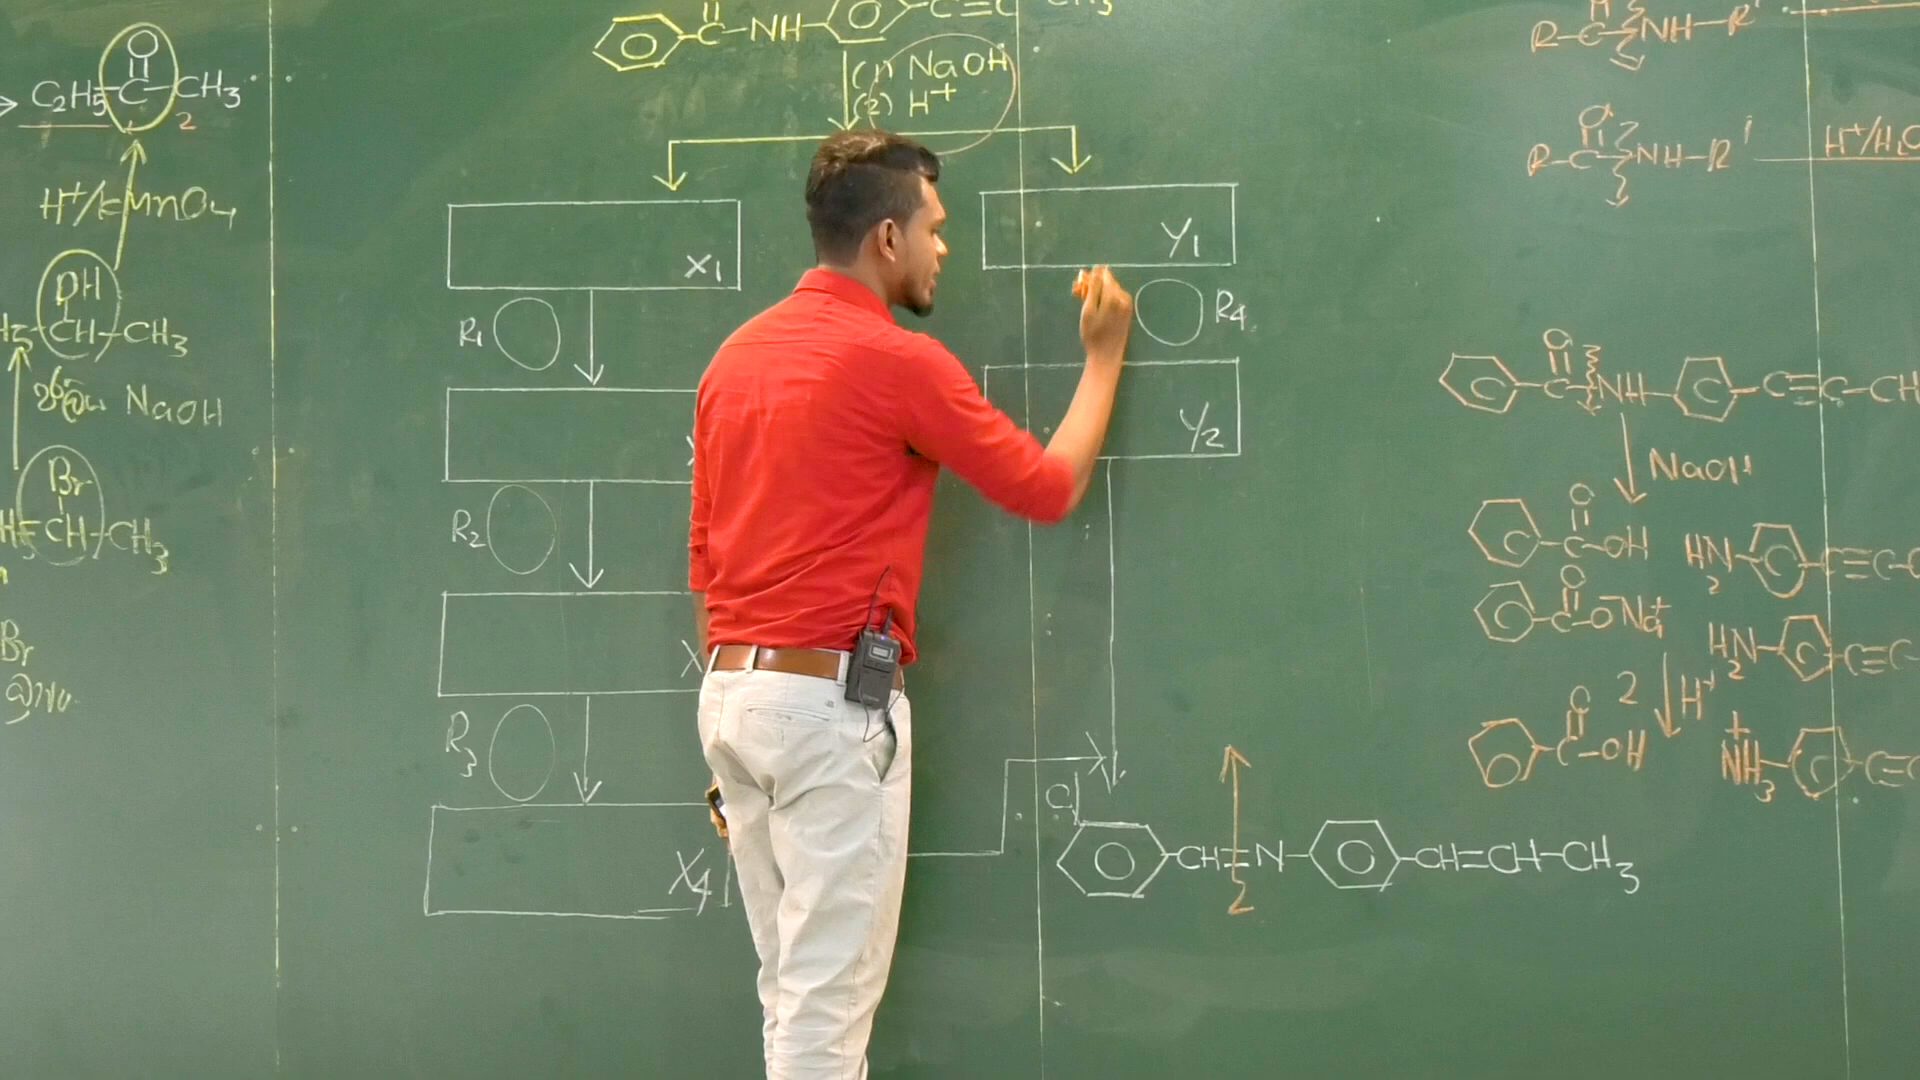 C2H5-C-CH3
O
2
H+/KMnO4
OH
CH-CH3
NaOH
Br
CH-CH3
Br
C-NH-
C≡C
CH3
(1) NaOH
(2) H+
X1
R1
R2
R3
X4
Y1
R4
Y2
Cl
CH=N-
-CH=CH-CH3
R-C-NH-R'
O
R-C-NH-R'
H+/H2O
O
C-NH-
-C≡C-CH
NaOH
O
C-OH
H2N-
-C≡C-C
O
C-O-Na+
H2N-
-C≡C
2
H+
O
C-OH
+
NH3-
-C≡C